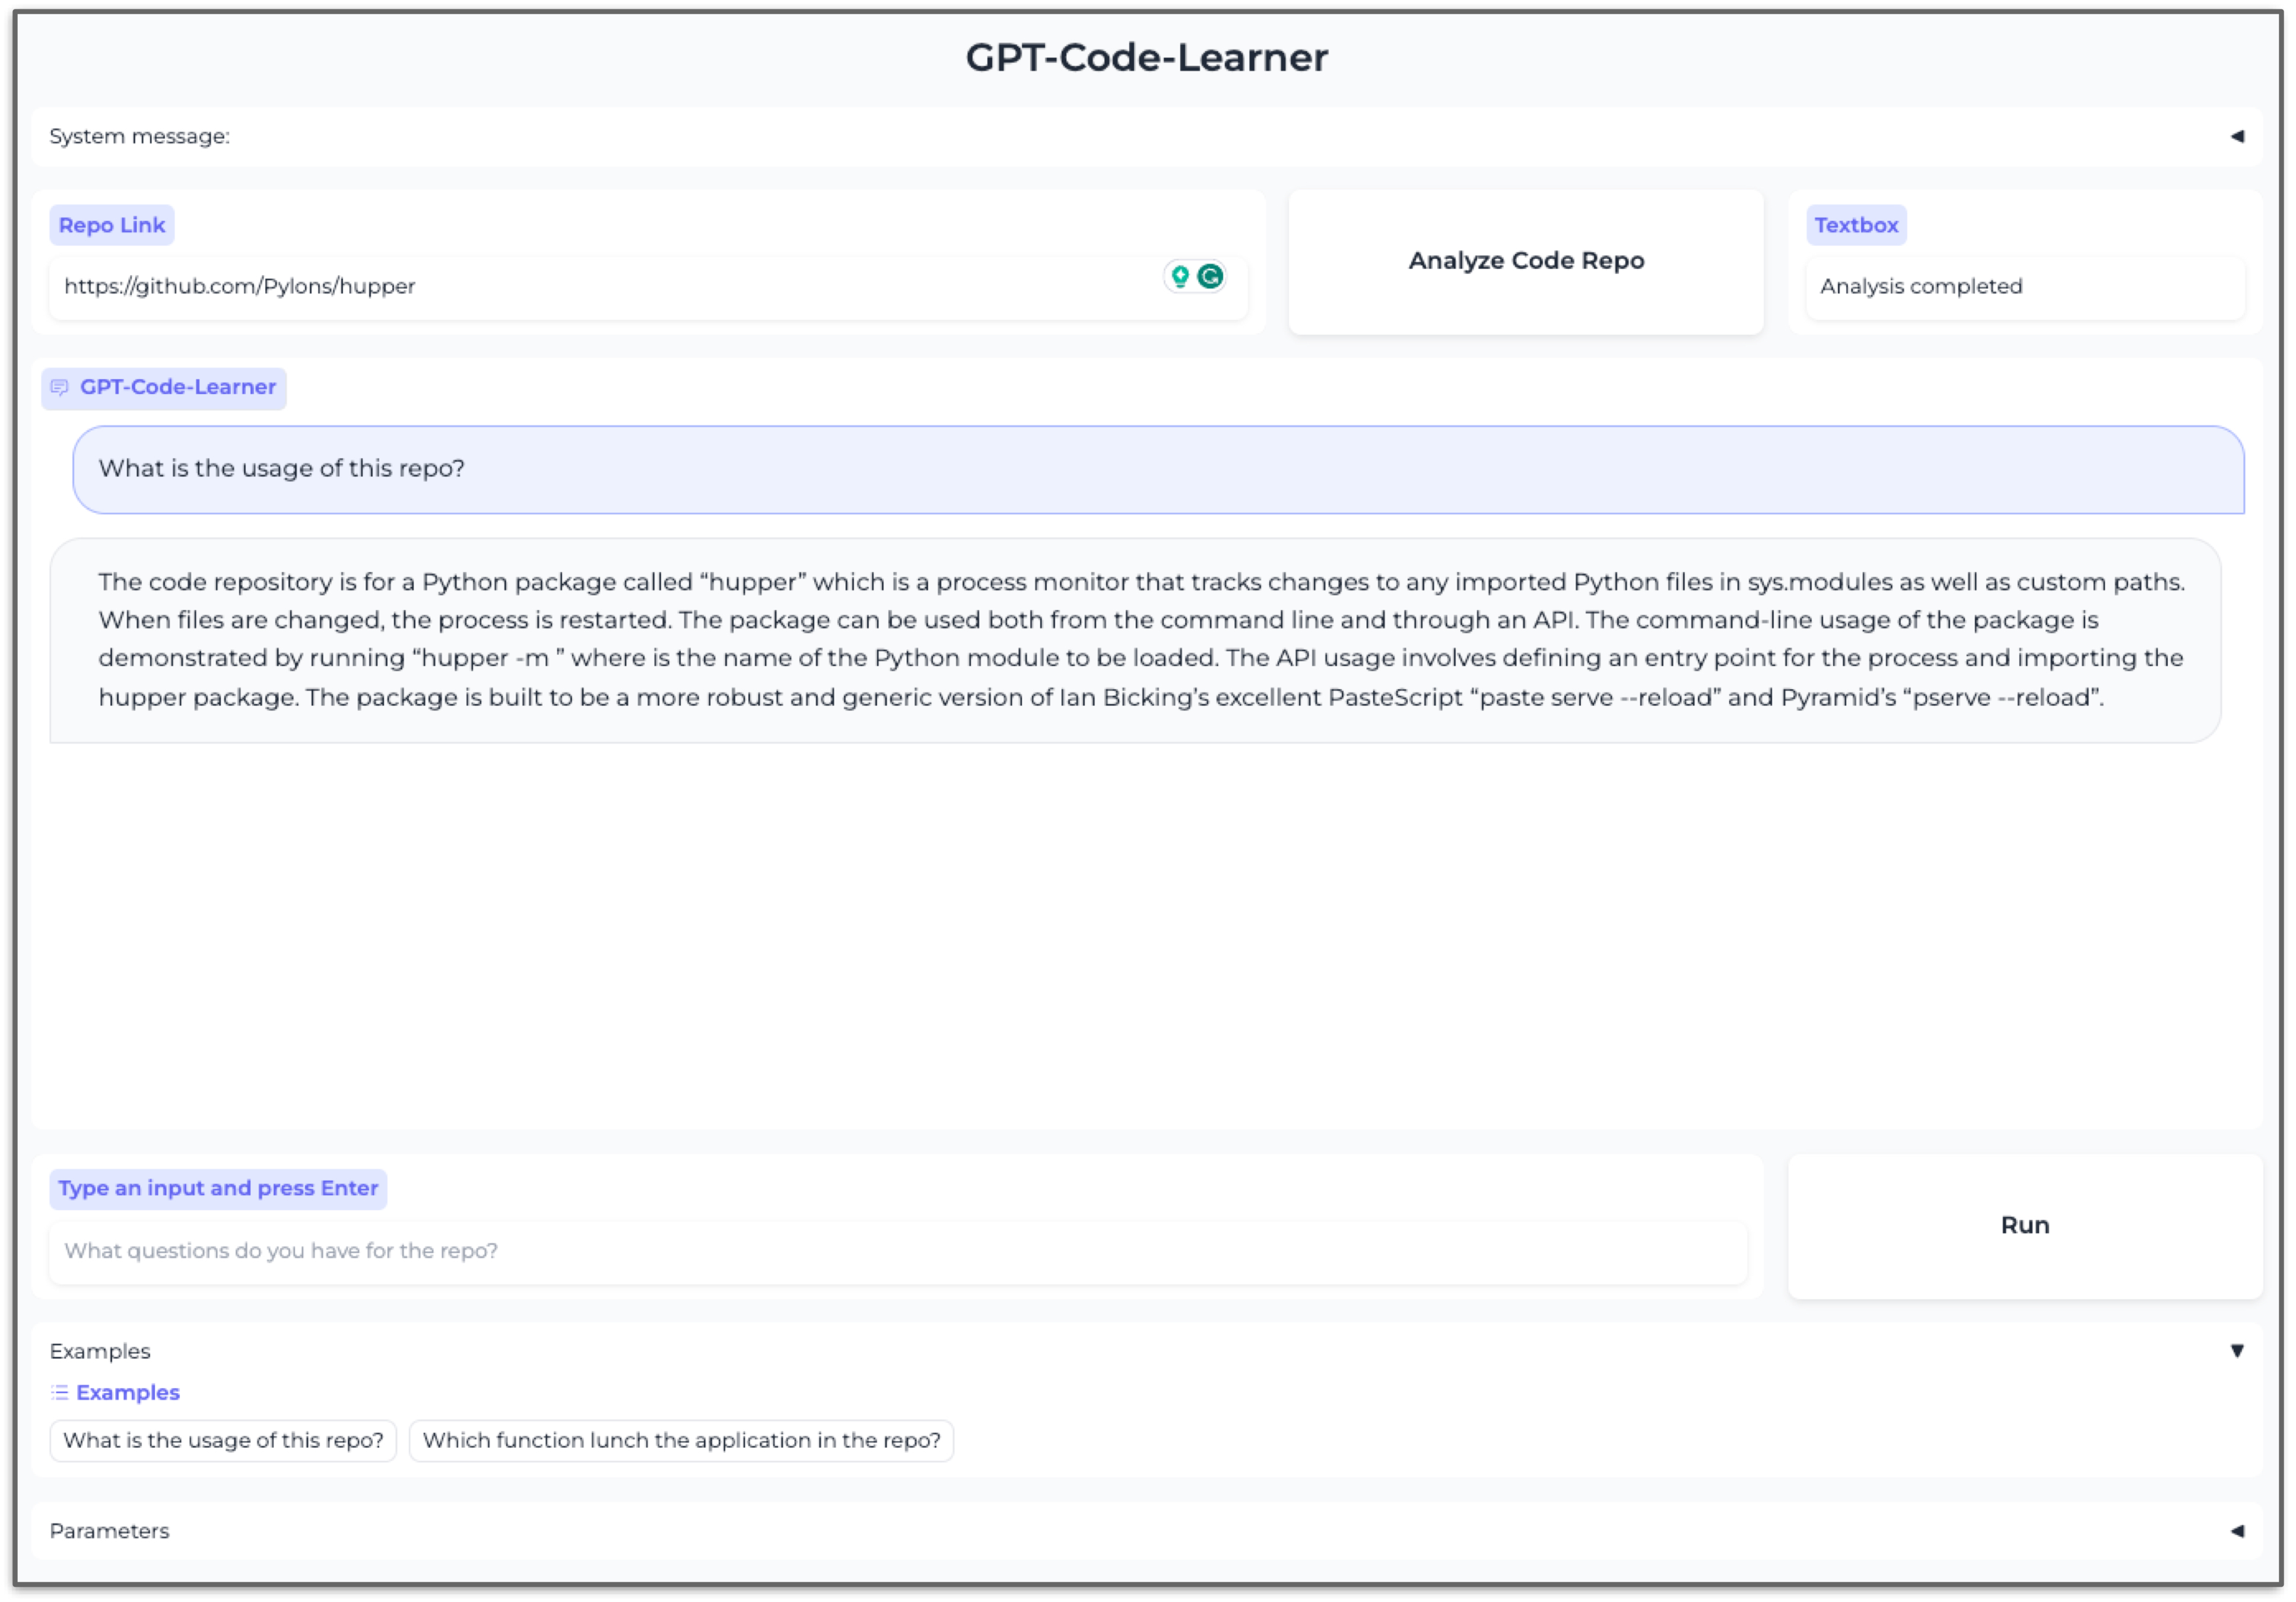 GPT-Code-Learner
System message:
Repo Link
https://github.com/Pylons/hupper
Analyze Code Repo
Textbox
Analysis completed
GPT-Code-Learner
What is the usage of this repo?
The code repository is for a Python package called “hupper” which is a process monitor that tracks changes to any imported Python files in sys.modules as well as custom paths.
When files are changed, the process is restarted. The package can be used both from the command line and through an API. The command-line usage of the package is
demonstrated by running “hupper -m ” where is the name of the Python module to be loaded. The API usage involves defining an entry point for the process and importing the
hupper package. The package is built to be a more robust and generic version of Ian Bicking’s excellent PasteScript “paste serve --reload” and Pyramid’s “pserve --reload”.
Type an input and press Enter
What questions do you have for the repo?
Run
Examples
Examples
What is the usage of this repo?
Which function lunch the application in the repo?
Parameters